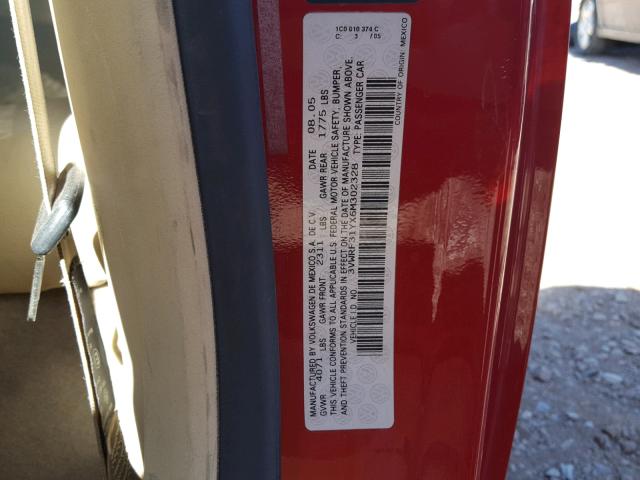 1C0 010 374 C
C: 3 /05
MANUFACTURED BY VOLKSWAGEN DE MEXICO S.A. DE C.V. DATE 08.05
GVWR 4071 LBS GAWR FRONT 2311 LBS GAWR REAR 1775 LBS
THIS VEHICLE CONFORMS TO ALL APPLICABLE U.S. FEDERAL MOTOR VEHICLE SAFETY, BUMPER,
AND THEFT PREVENTION STANDARDS IN EFFECT ON THE DATE OF MANUFACTURE SHOWN ABOVE.
VEHICLE I.D. NO. 3VWRF31YX6M302328 TYPE: PASSENGER CAR
COUNTRY OF ORIGIN: MEXICO